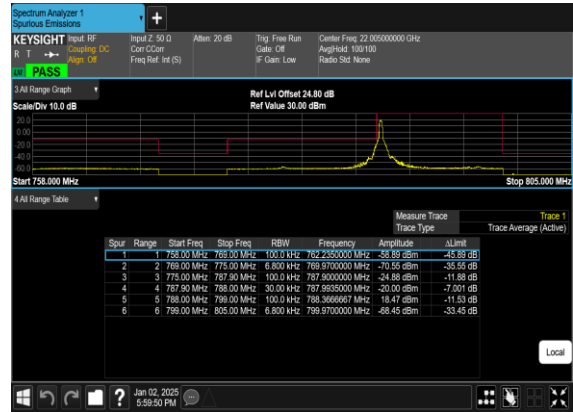 Spectrum Analyzer 1
Spurious Emissions
KEYSIGHT Input: RF Input Z: 50 Ω Atten: 20 dB Trig: Free Run Center Freq: 22.005000000 GHz
R T Coupling: DC Corr CCorr Gate: Off Avg|Hold: 100/100
Align: Off Freq Ref: Int (S) IF Gain: Low Radio Std: None
PASS
3 All Range Graph Ref Lvl Offset 24.80 dB
Scale/Div 10.0 dB Ref Value 30.00 dBm
20.0
0.00
-20.0
-40.0
-60.0
Start 758.000 MHz Stop 805.000 MHz
4 All Range Table
Measure Trace Trace 1
Trace Type Trace Average (Active)
Spur Range Start Freq Stop Freq RBW Frequency Amplitude ΔLimit
1 1 758.00 MHz 769.00 MHz 100.0 kHz 762.2350000 MHz -58.89 dBm -45.89 dB
2 2 769.00 MHz 775.00 MHz 6.800 kHz 769.9700000 MHz -70.55 dBm -35.55 dB
3 3 775.00 MHz 787.90 MHz 100.0 kHz 787.9000000 MHz -24.88 dBm -11.88 dB
4 4 787.90 MHz 788.00 MHz 30.00 kHz 787.9935000 MHz -20.00 dBm -7.001 dB
5 5 788.00 MHz 799.00 MHz 100.0 kHz 788.3666667 MHz 18.47 dBm -11.53 dB
6 6 799.00 MHz 805.00 MHz 6.800 kHz 799.9700000 MHz -68.45 dBm -33.45 dB
Local
? Jan 02, 2025
5:59:50 PM